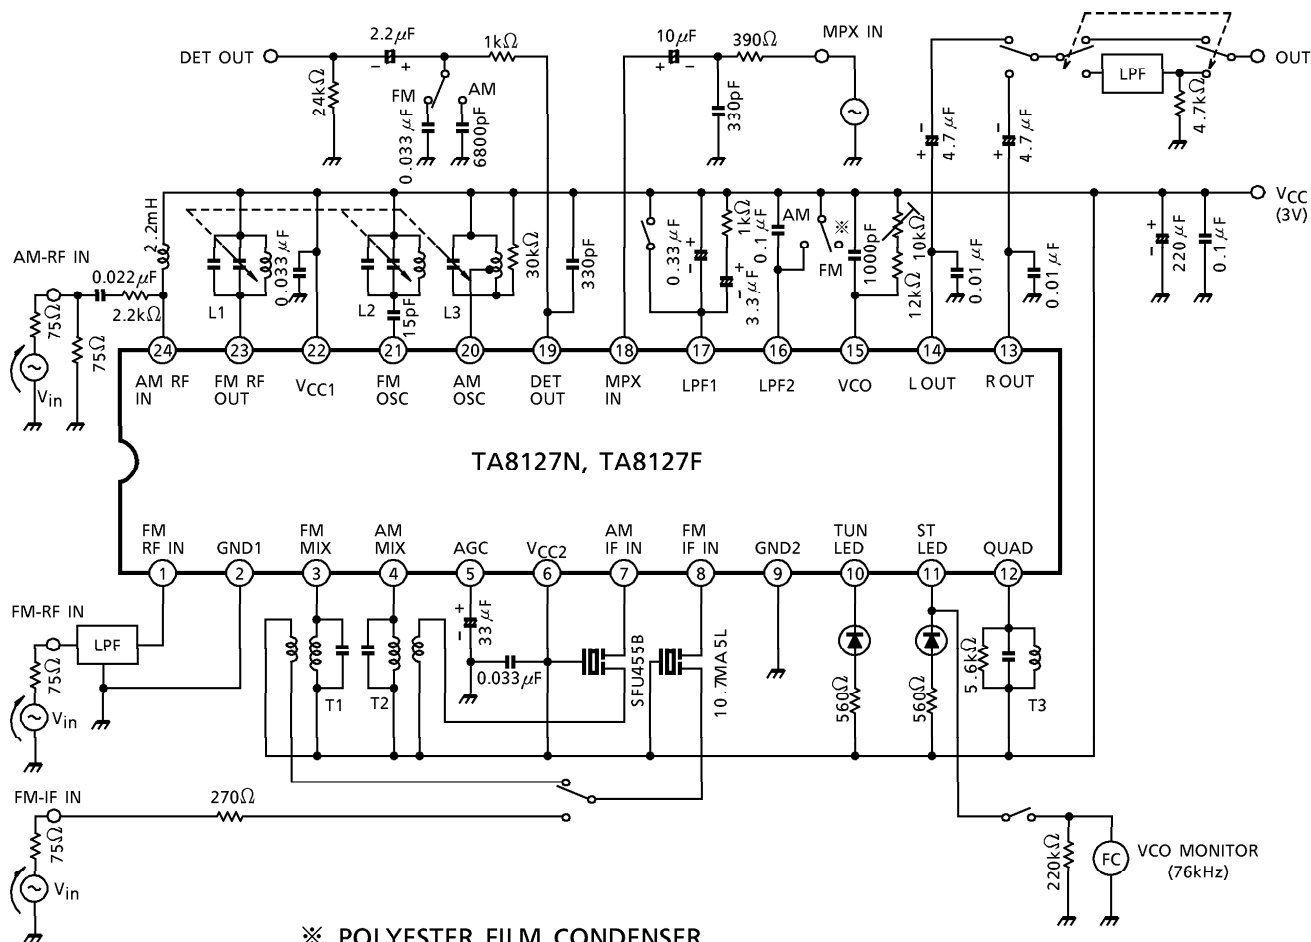 DET OUT
2.2μF
1kΩ
10μF
390Ω
MPX IN
OUT
LPF
24kΩ
FM
AM
0.033μF
6800pF
330pF
4.7μF
4.7μF
4.7kΩ
VCC
(3V)
2.2mH
AM-RF IN
0.022μF
2.2kΩ
75Ω
75Ω
Vin
L1
0.033μF
L2
15pF
L3
30kΩ
330pF
0.33μF
1kΩ
3.3μF
0.1μF
AM
FM
※
1000pF
10kΩ
12kΩ
0.01μF
0.01μF
220μF
0.1μF
24 23 22 21 20 19 18 17 16 15 14 13
AM RF IN
FM RF OUT
VCC1
FM OSC
AM OSC
DET OUT
MPX IN
LPF1
LPF2
VCO
L OUT
R OUT
TA8127N, TA8127F
FM RF IN
GND1
FM MIX
AM MIX
AGC
VCC2
AM IF IN
FM IF IN
GND2
TUN LED
ST LED
QUAD
1 2 3 4 5 6 7 8 9 10 11 12
FM-RF IN
LPF
75Ω
Vin
T1
T2
33μF
0.033μF
SFU455B
10.7MA5L
560Ω
560Ω
5.6kΩ
T3
FM-IF IN
270Ω
75Ω
Vin
220kΩ
FC
VCO MONITOR
(76kHz)
※ POLYESTER FILM CONDENSER